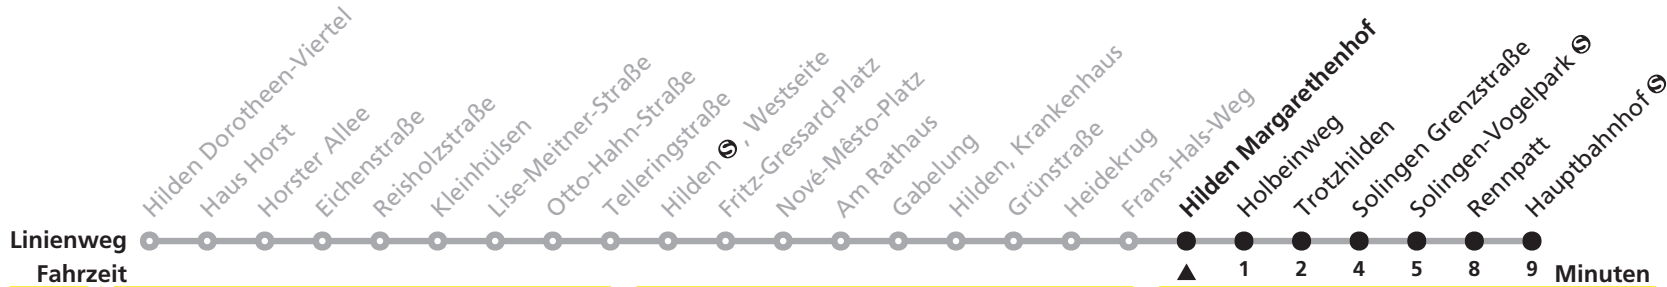 Hilden Dorotheen-Viertel
Haus Horst
Horster Allee
Eichenstraße
Reisholzstraße
Kleinhülsen
Lise-Meitner-Straße
Otto-Hahn-Straße
Telleringstraße
Hilden S, Westseite
Fritz-Gressard-Platz
Nové-Mêsto-Platz
Am Rathaus
Gabelung
Hilden, Krankenhaus
Grünstraße
Heidekrug
Frans-Hals-Weg
Hilden Margarethenhof
Holbeinweg
Trotzhilden
Solingen Grenzstraße
Solingen-Vogelpark S
Rennpatt
Hauptbahnhof S
Linienweg
Fahrzeit ▲ 1 2 4 5 8 9 Minuten